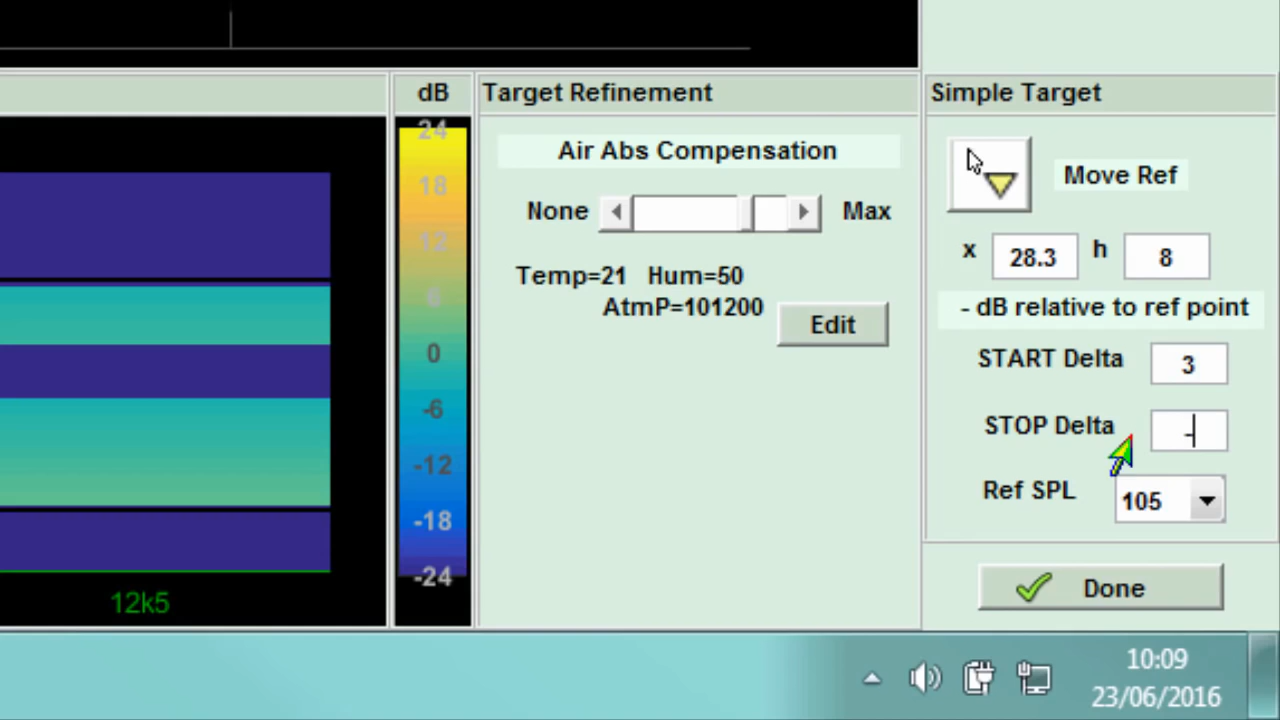 dB
24
18
12
6
0
-6
-12
-18
-24
12k5
Target Refinement
Air Abs Compensation
None
Max
Temp=21 Hum=50
AtmP=101200
Edit
Simple Target
Move Ref
x 28.3 h 8
- dB relative to ref point
START Delta 3
STOP Delta -
Ref SPL 105
Done
10:09
23/06/2016